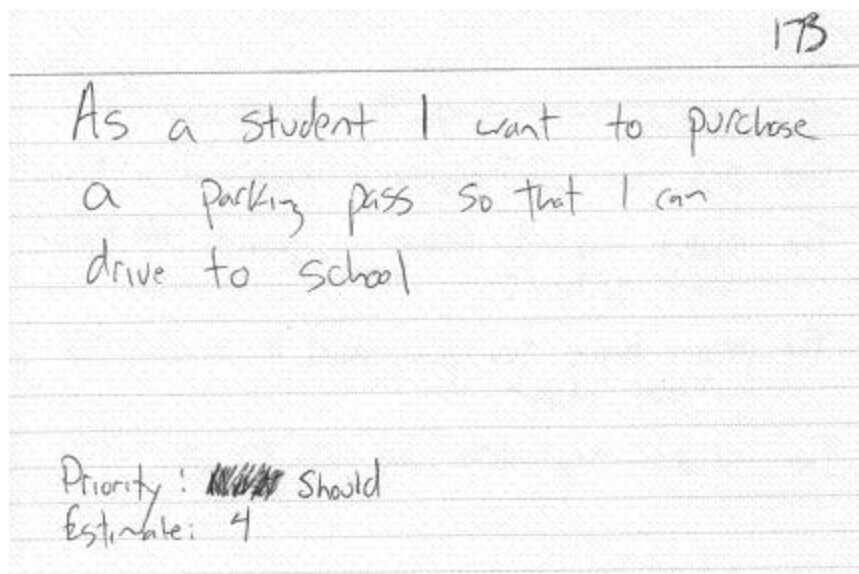 173
As a student I want to purchase
a parking pass so that I can
drive to school
Priority: Should
Estimate: 4